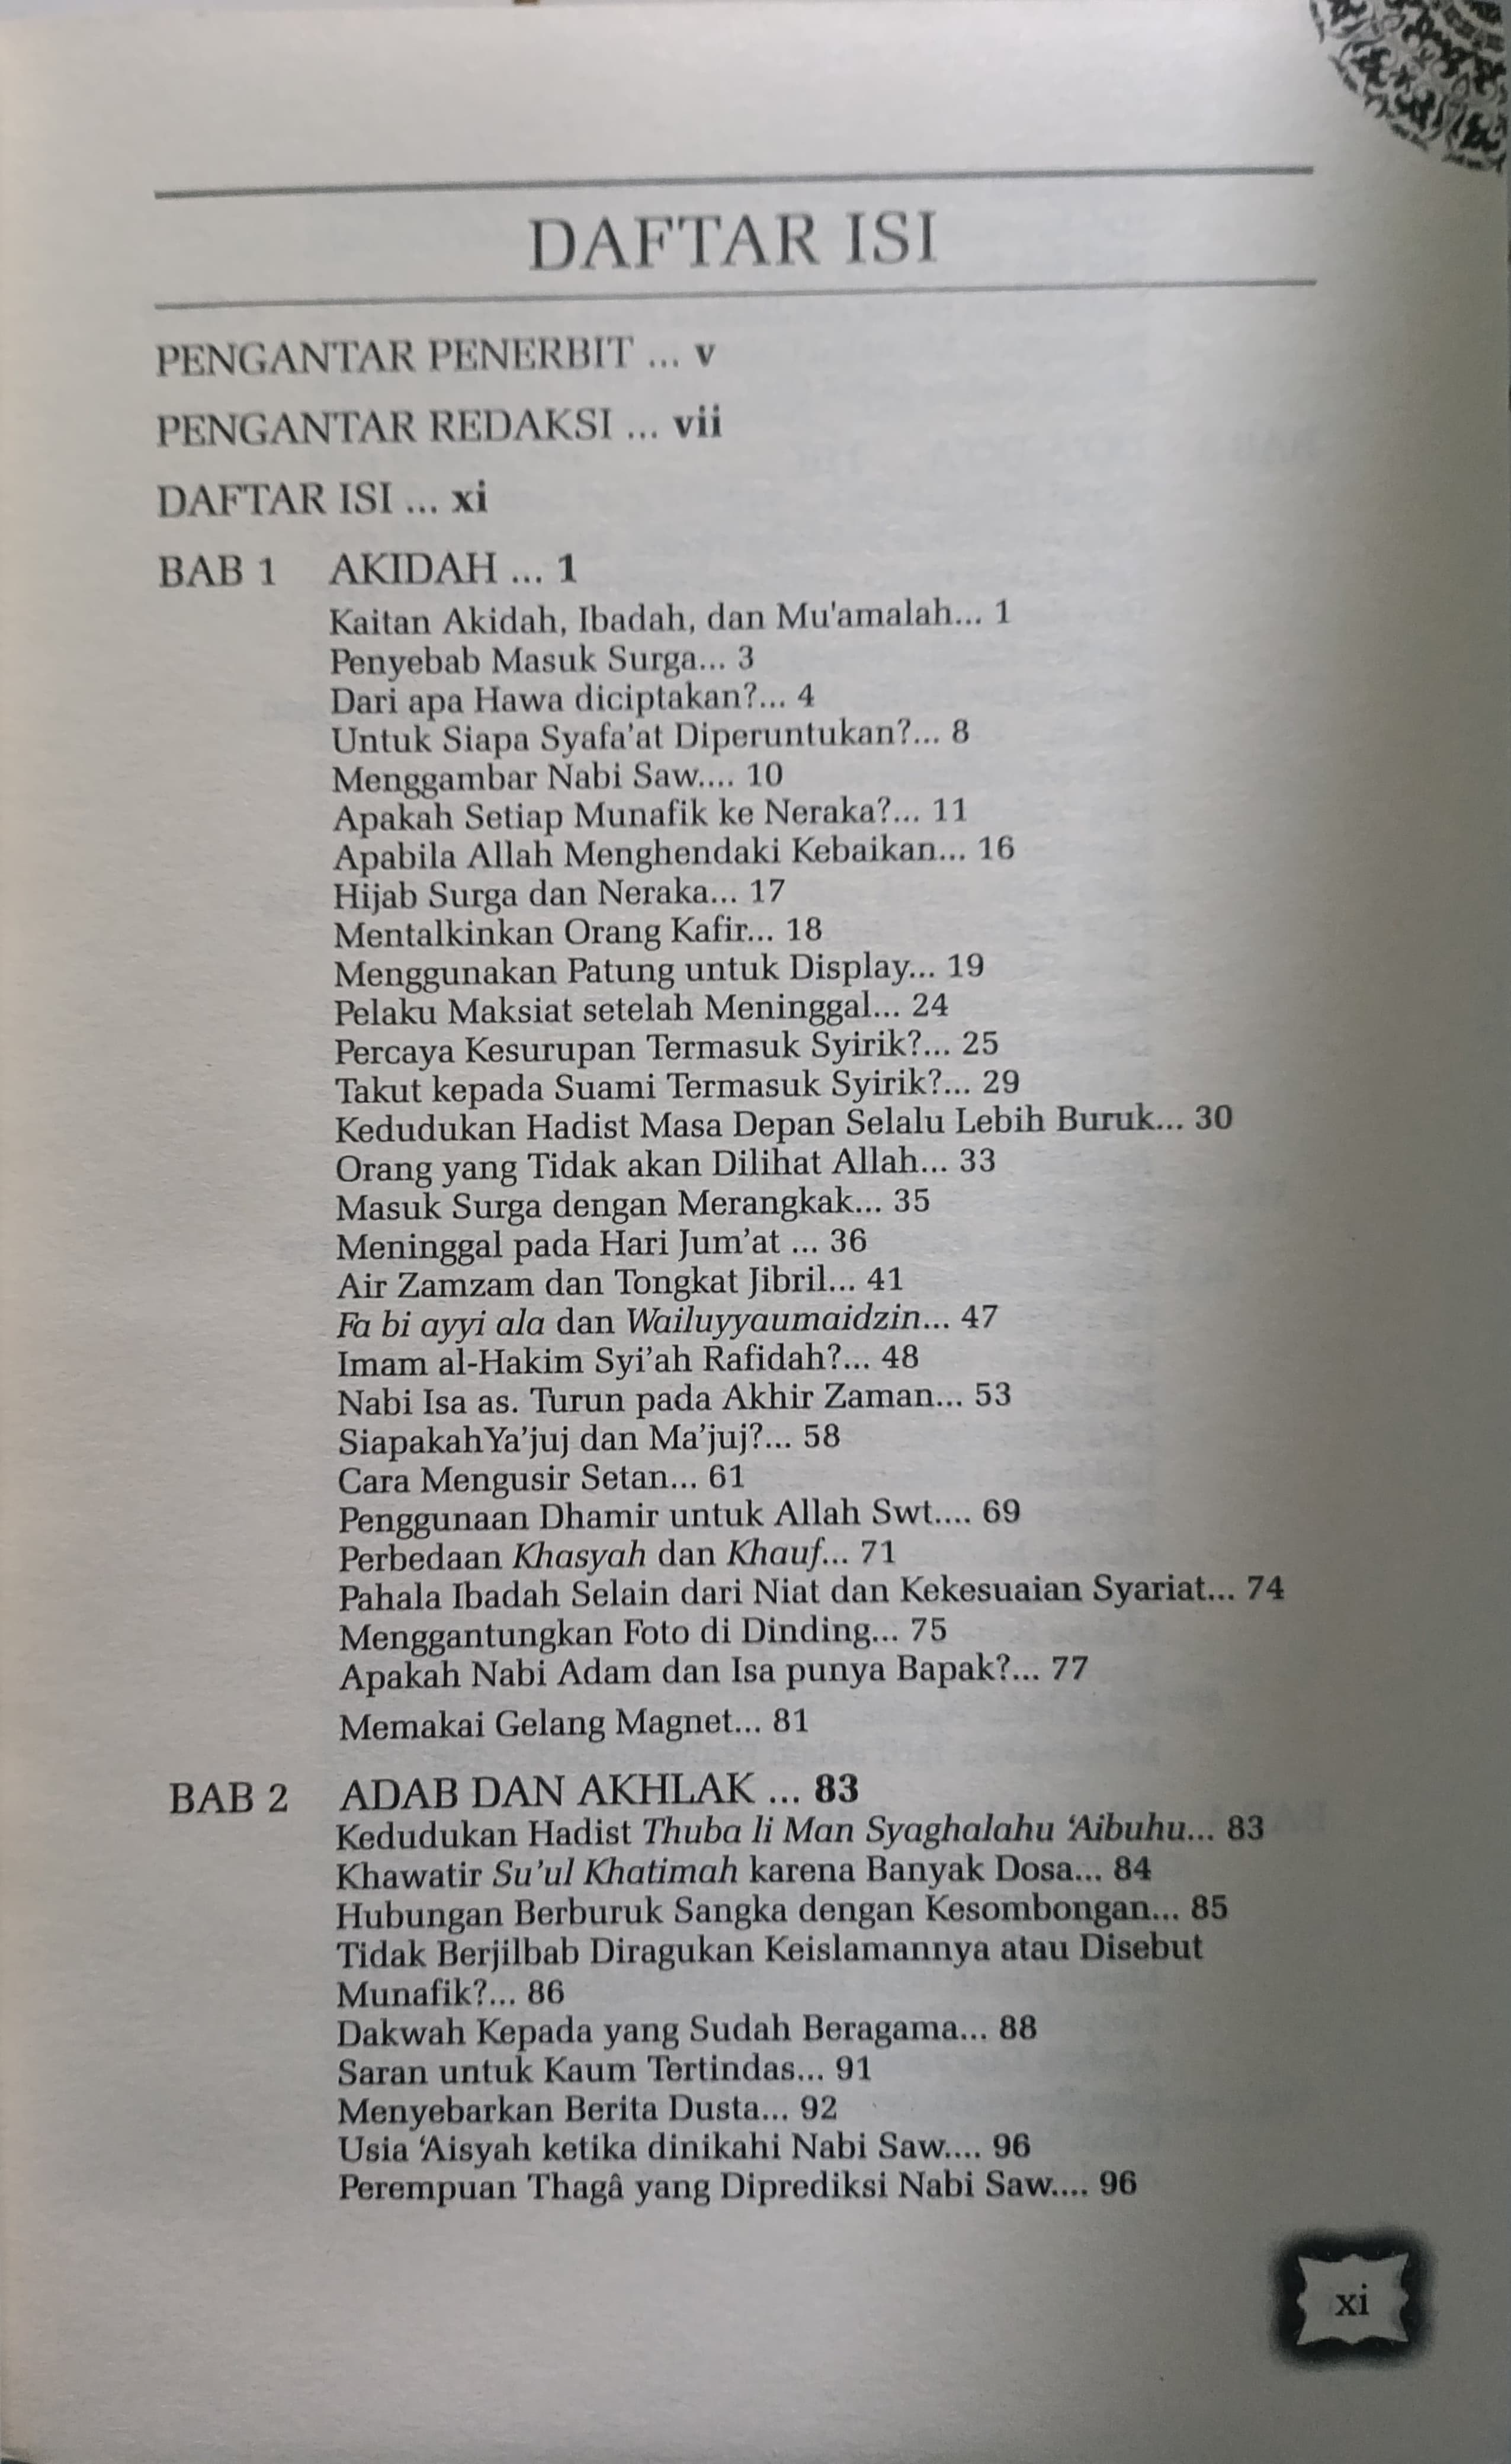 DAFTAR ISI
PENGANTAR PENERBIT ... v
PENGANTAR REDAKSI ... vii
DAFTAR ISI ... xi
BAB 1 AKIDAH ... 1
Kaitan Akidah, Ibadah, dan Mu'amalah... 1
Penyebab Masuk Surga... 3
Dari apa Hawa diciptakan?... 4
Untuk Siapa Syafa’at Diperuntukan?... 8
Menggambar Nabi Saw.... 10
Apakah Setiap Munafik ke Neraka?... 11
Apabila Allah Menghendaki Kebaikan... 16
Hijab Surga dan Neraka... 17
Mentalkinkan Orang Kafir... 18
Menggunakan Patung untuk Display... 19
Pelaku Maksiat setelah Meninggal... 24
Percaya Kesurupan Termasuk Syirik?... 25
Takut kepada Suami Termasuk Syirik?... 29
Kedudukan Hadist Masa Depan Selalu Lebih Buruk... 30
Orang yang Tidak akan Dilihat Allah... 33
Masuk Surga dengan Merangkak... 35
Meninggal pada Hari Jum’at ... 36
Air Zamzam dan Tongkat Jibril... 41
Fa bi ayyi ala dan Wailuyyaumaidzin... 47
Imam al-Hakim Syi’ah Rafidah?... 48
Nabi Isa as. Turun pada Akhir Zaman... 53
SiapakahYa’juj dan Ma’juj?... 58
Cara Mengusir Setan... 61
Penggunaan Dhamir untuk Allah Swt.... 69
Perbedaan Khasyah dan Khauf... 71
Pahala Ibadah Selain dari Niat dan Kekesuaian Syariat... 74
Menggantungkan Foto di Dinding... 75
Apakah Nabi Adam dan Isa punya Bapak?... 77
Memakai Gelang Magnet... 81
BAB 2 ADAB DAN AKHLAK ... 83
Kedudukan Hadist Thuba li Man Syaghalahu ‘Aibuhu... 83
Khawatir Su’ul Khatimah karena Banyak Dosa... 84
Hubungan Berburuk Sangka dengan Kesombongan... 85
Tidak Berjilbab Diragukan Keislamannya atau Disebut
Munafik?... 86
Dakwah Kepada yang Sudah Beragama... 88
Saran untuk Kaum Tertindas... 91
Menyebarkan Berita Dusta... 92
Usia ‘Aisyah ketika dinikahi Nabi Saw.... 96
Perempuan Thagâ yang Diprediksi Nabi Saw.... 96
xi